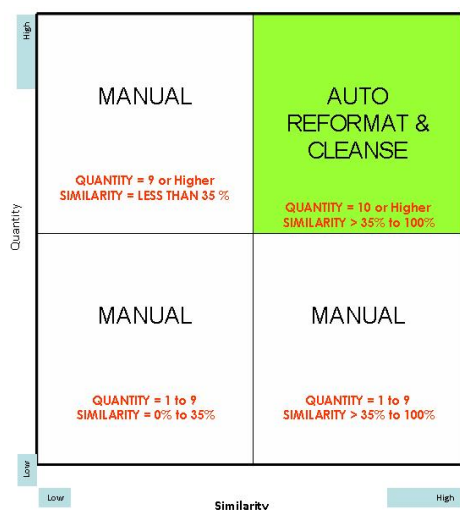 High
MANUAL
AUTO
REFORMAT &
CLEANSE
QUANTITY = 9 or Higher
SIMILARITY = LESS THAN 35 %
QUANTITY = 10 or Higher
SIMILARITY > 35% to 100%
Quantity
MANUAL
MANUAL
QUANTITY = 1 to 9
SIMILARITY = 0% to 35%
QUANTITY = 1 to 9
SIMILARITY > 35% to 100%
Low
Low
High
Similarity